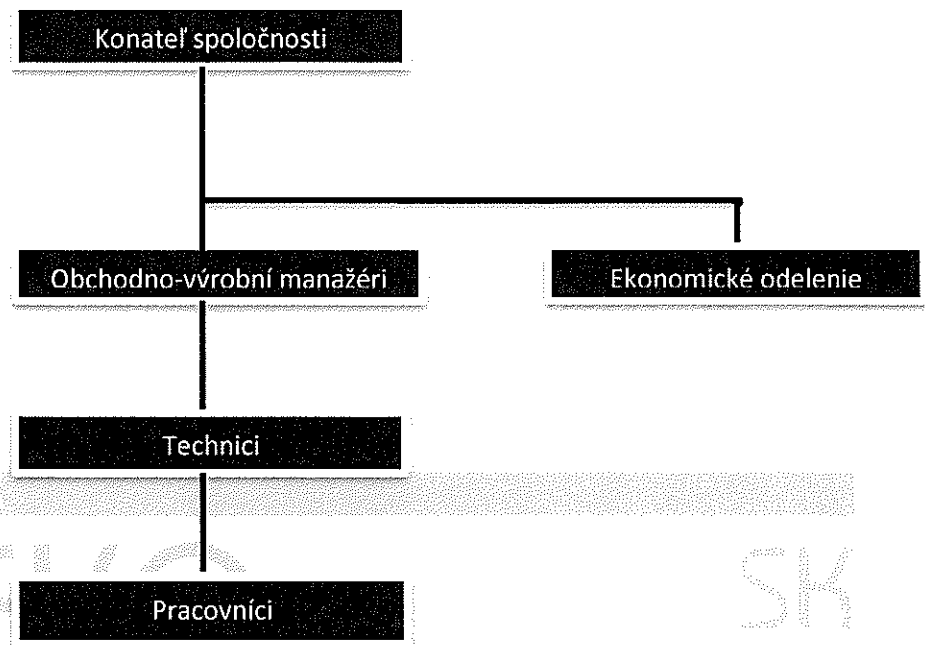 Konateľ spoločnosti
Obchodno-výrobní manažéri
Ekonomické odelenie
Technici
Pracovníci
SK